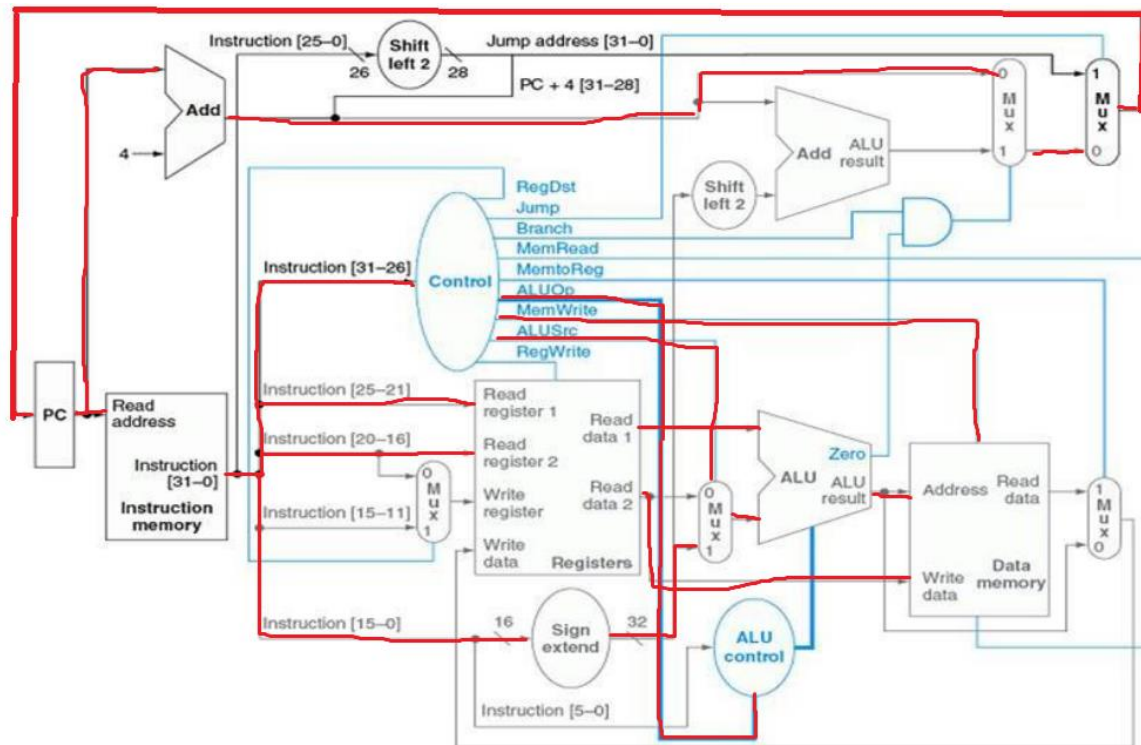 Instruction [25–0]
Shift
left 2
Jump address [31–0]
26
28
PC + 4 [31–28]
Add
4
0
M
u
x
1
1
M
u
x
0
Add
ALU
result
Shift
left 2
RegDst
Jump
Branch
MemRead
MemtoReg
ALUOp
MemWrite
ALUSrc
RegWrite
Instruction [31–26]
Control
PC
Read
address
Instruction
[31–0]
Instruction
memory
Instruction [25–21]
Instruction [20–16]
Instruction [15–11]
0
M
u
x
1
Read
register 1
Read
register 2
Write
register
Write
data
Read
data 1
Read
data 2
Registers
0
M
u
x
1
Zero
ALU
ALU
result
Address
Read
data
Write
data
Data
memory
1
M
u
x
0
Instruction [15–0]
16
Sign
extend
32
ALU
control
Instruction [5–0]